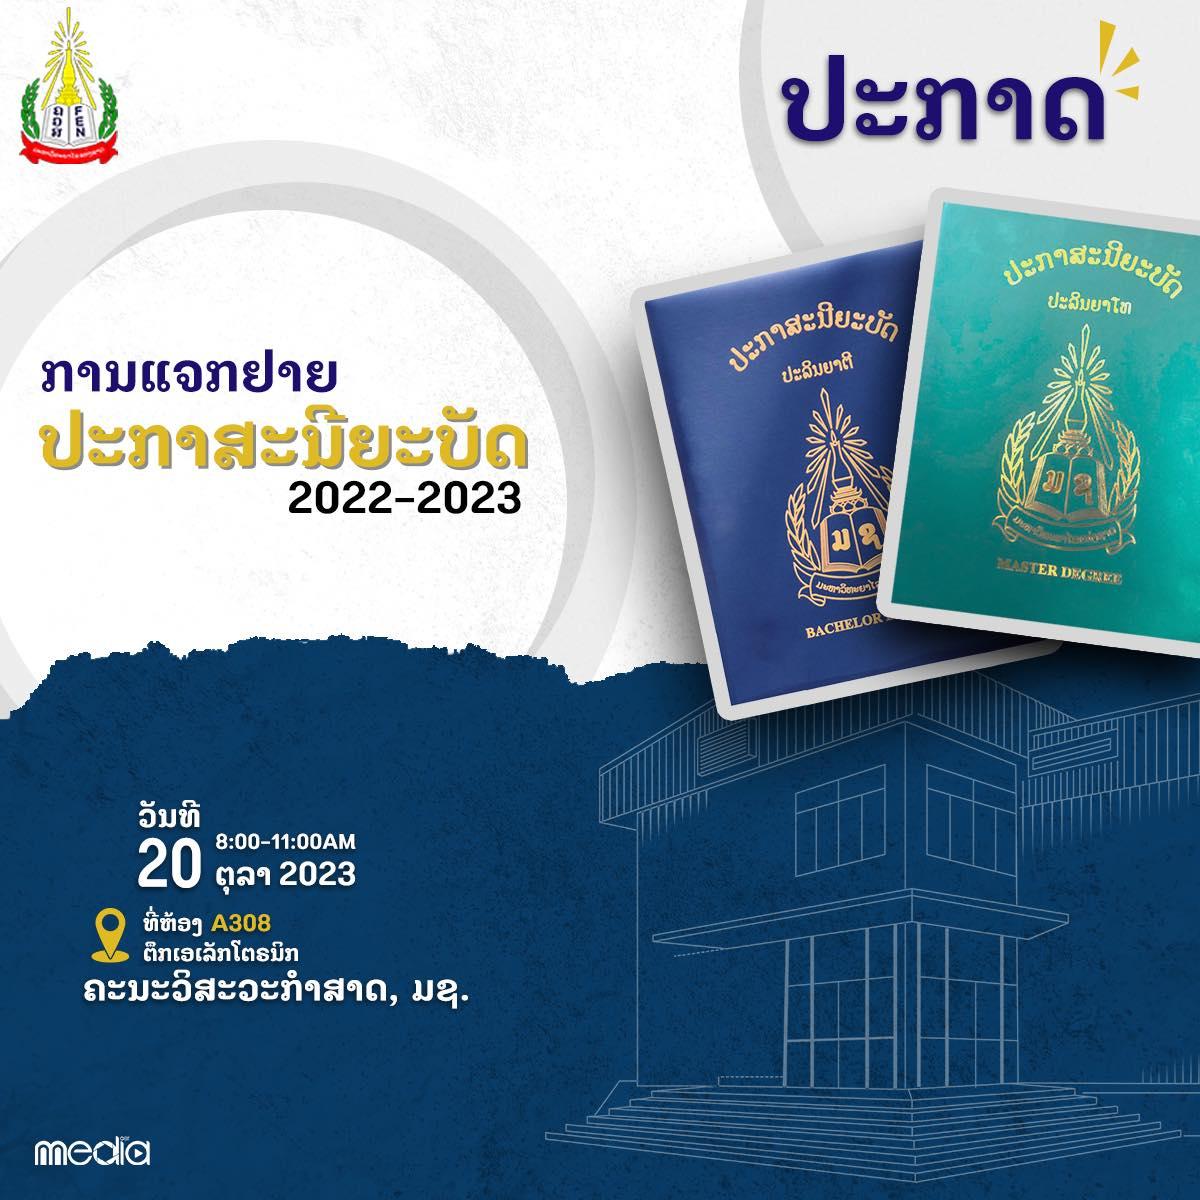 ຄວສ
FEN
ປະກາດ
ການແຈກຢາຍ
ປະກາສະນີຍະບັດ
2022-2023
ປະກາສະນີຍະບັດ
ປະລິນຍາຕີ
ມຊ
BACHELOR
ປະກາສະນີຍະບັດ
ປະລິນຍາໂທ
ມຊ
MASTER DEGREE
ວັນທີ
20
8:00-11:00AM
ຕຸລາ 2023
ທີ່ຫ້ອງ A308
ຕຶກເອເລັກໂຕຣນິກ
ຄະນະວິສະວະກຳສາດ, ມຊ.
media